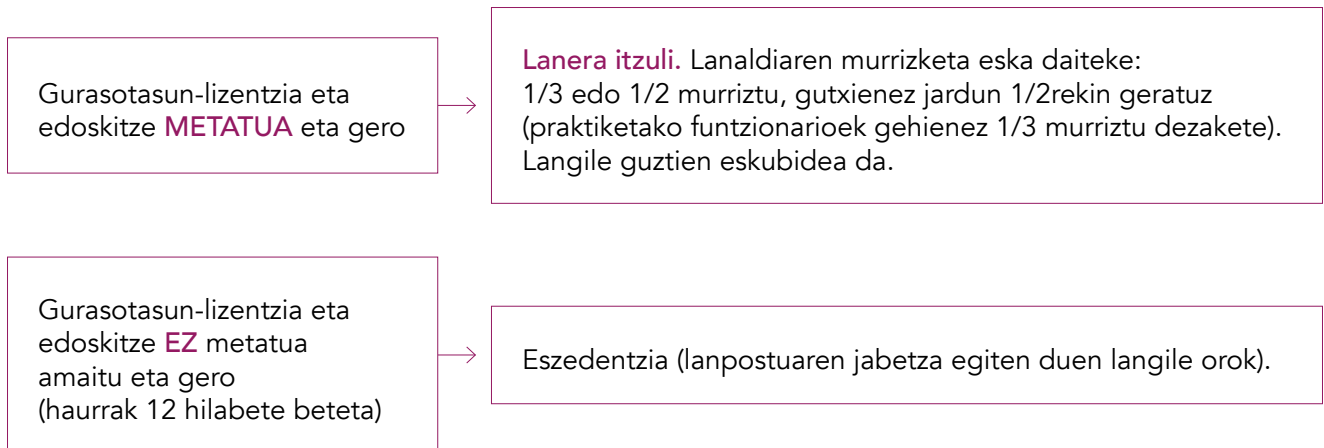 Gurasotasun-lizentzia eta
edoskitze METATUA eta gero
Lanera itzuli. Lanaldiaren murrizketa eska daiteke:
1/3 edo 1/2 murriztu, gutxienez jardun 1/2rekin geratuz
(praktiketako funtzionarioek gehienez 1/3 murriztu dezakete).
Langile guztien eskubidea da.
Gurasotasun-lizentzia eta
edoskitze EZ metatua
amaitu eta gero
(haurrak 12 hilabete beteta)
Eszedentzia (lanpostuaren jabetza egiten duen langile orok).